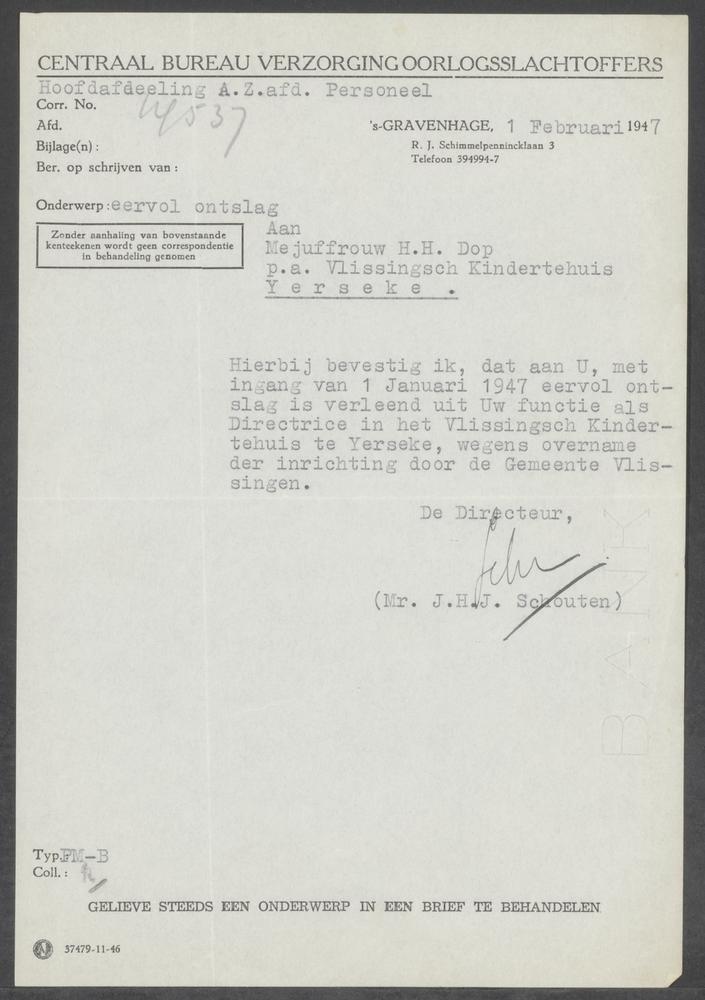 CENTRAAL BUREAU VERZORGING OORLOGSSLACHTOFFERS
Hoofdafdeeling A.Z.afd. Personeel
Corr. No. 14537
Afd.
's-GRAVENHAGE, 1 Februari 1947
Bijlage(n) :
R. J. Schimmelpennincklaan 3
Telefoon 394994-7
Ber. op schrijven van :
Onderwerp : eervol ontslag
Zonder aanhaling van bovenstaande
kenteekenen wordt geen correspondentie
in behandeling genomen
Aan
Mejuffrouw H.H. Dop
p.a. Vlissingsch Kindertehuis
Y e r s e k e .
Hierbij bevestig ik, dat aan U, met
ingang van 1 Januari 1947 eervol ont-
slag is verleend uit Uw functie als
Directrice in het Vlissingsch Kinder-
tehuis te Yerseke, wegens overname
der inrichting door de Gemeente Vlis-
singen.
De Directeur,
(Mr. J.H.J. Schouten)
BANK
Typ.: FM-B
Coll. :
GELIEVE STEEDS EEN ONDERWERP IN EEN BRIEF TE BEHANDELEN
37479-11-46